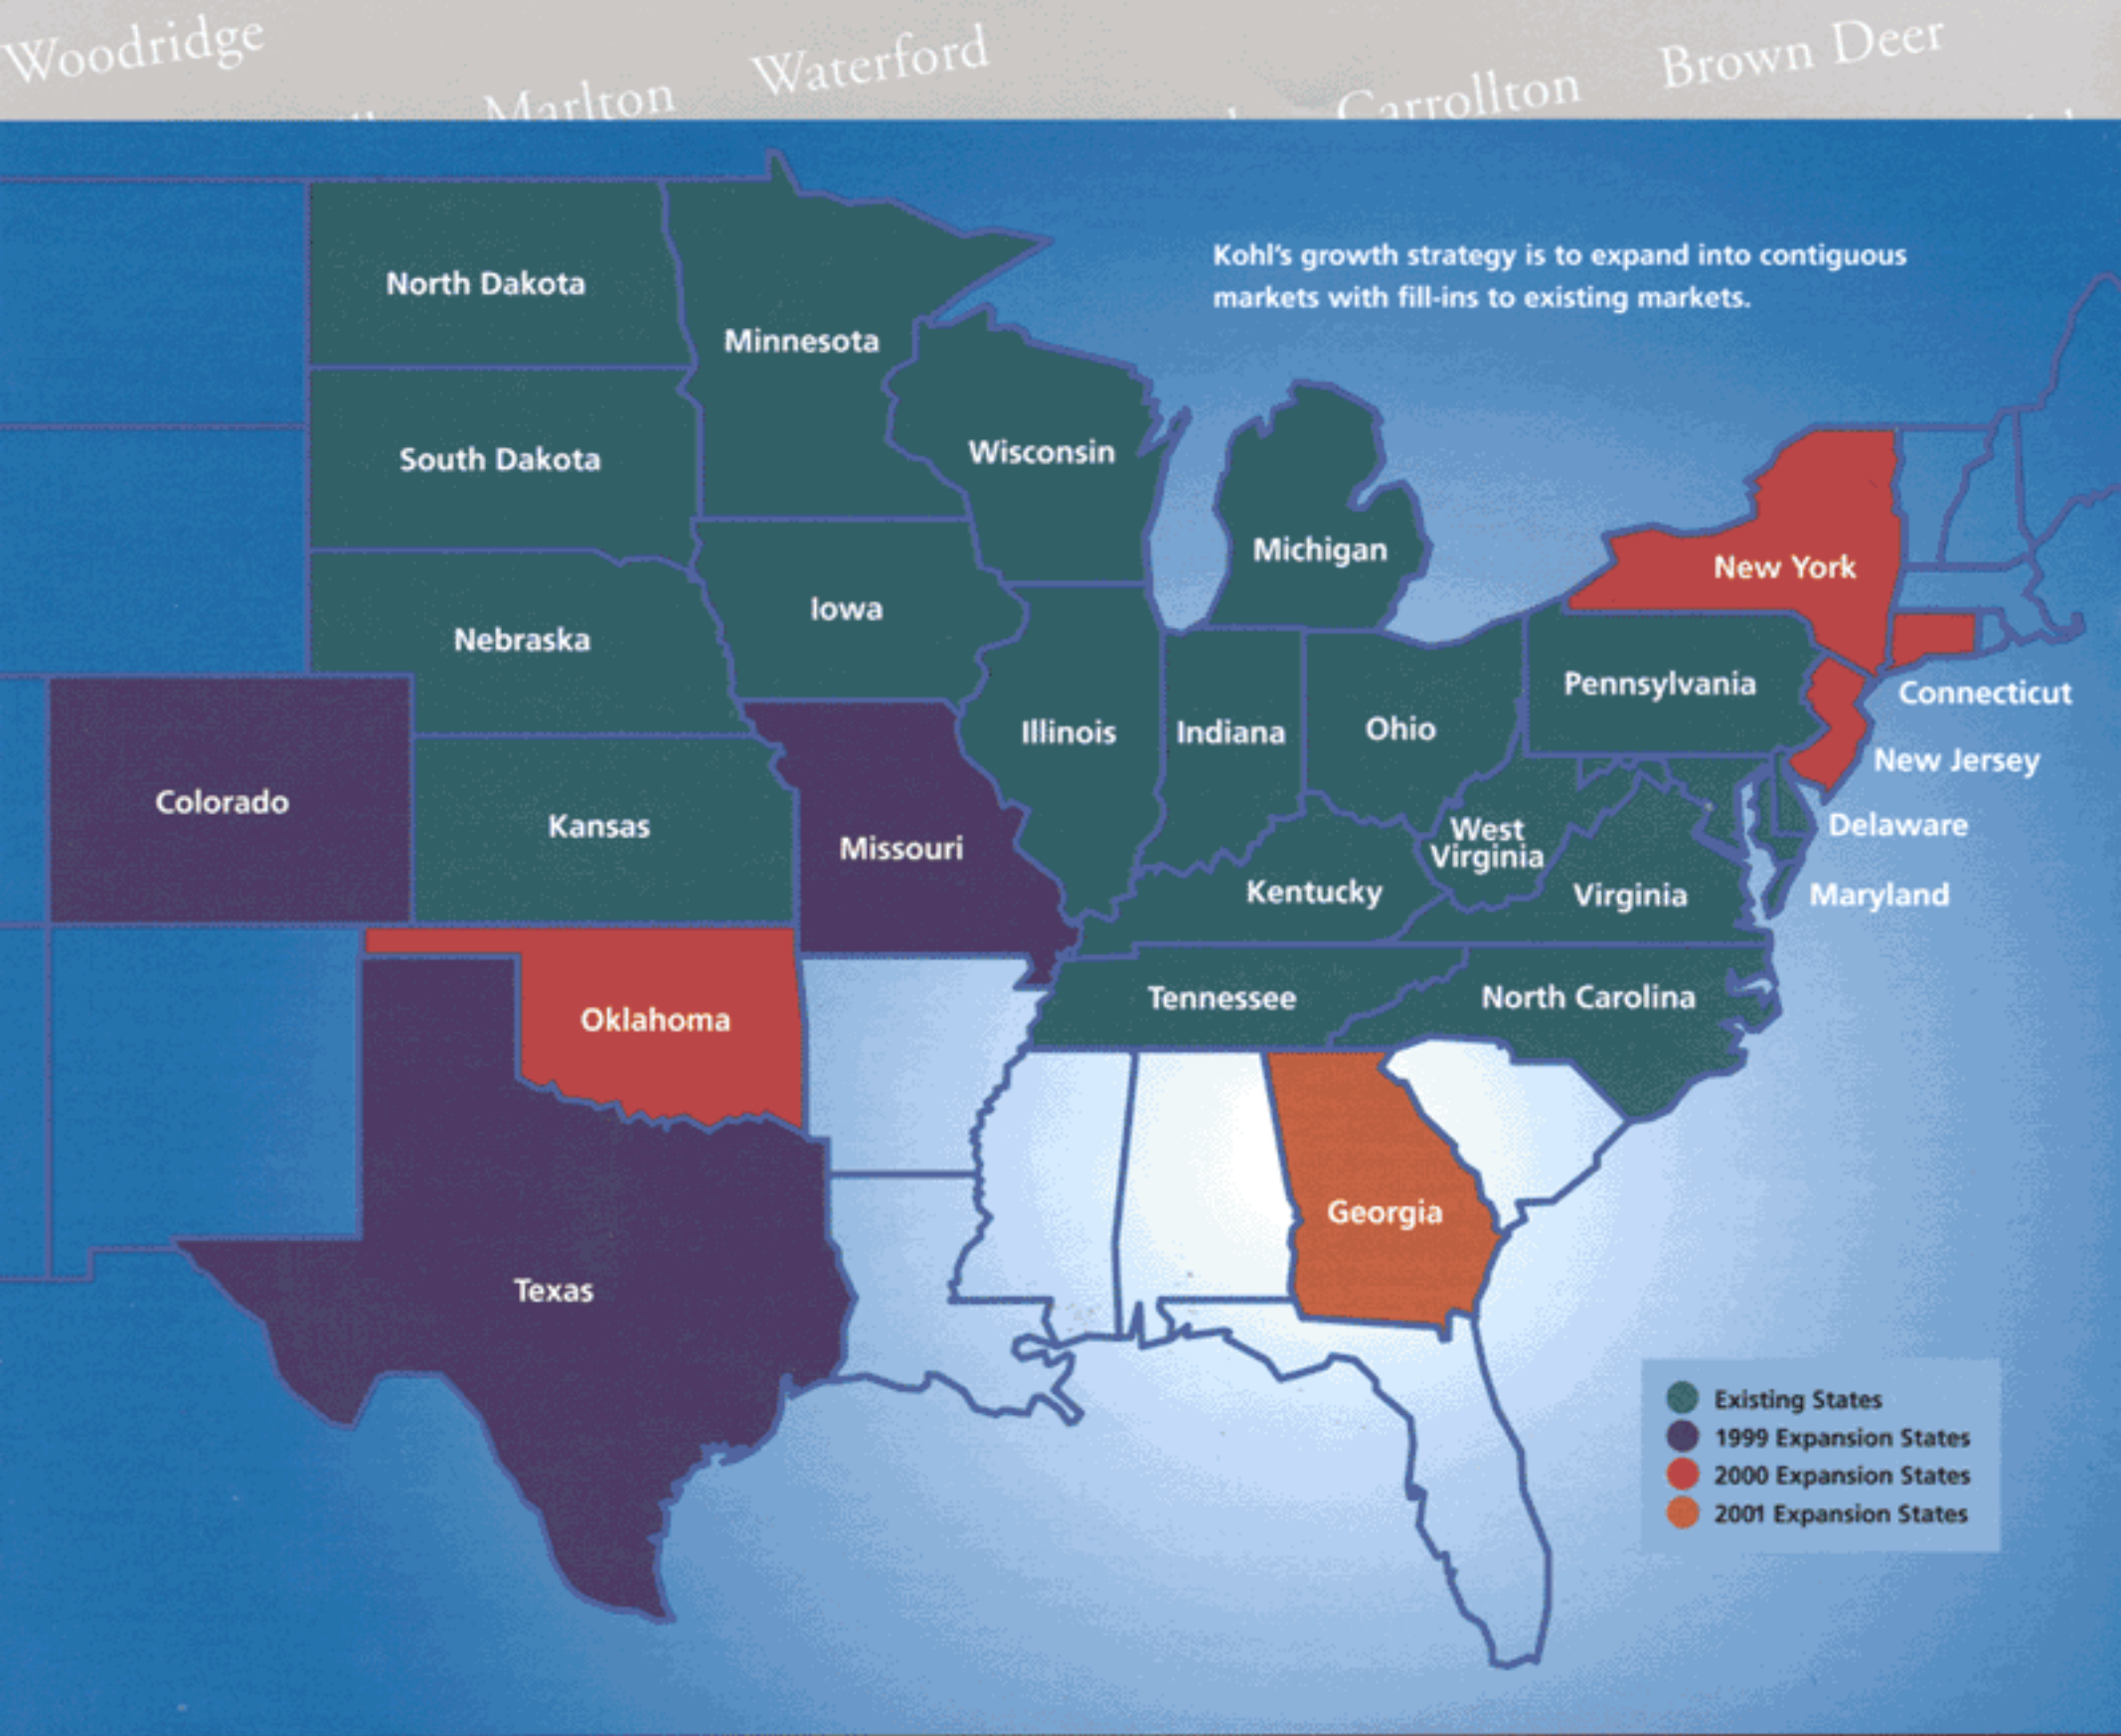 Woodridge
Marlton
Waterford
Carrollton
Brown Deer
Kohl's growth strategy is to expand into contiguous
markets with fill-ins to existing markets.
North Dakota
Minnesota
South Dakota
Wisconsin
Michigan
New York
Iowa
Nebraska
Pennsylvania
Connecticut
Illinois
Indiana
Ohio
New Jersey
Colorado
Kansas
Missouri
West
Virginia
Delaware
Kentucky
Virginia
Maryland
Tennessee
North Carolina
Oklahoma
Georgia
Texas
Existing States
1999 Expansion States
2000 Expansion States
2001 Expansion States